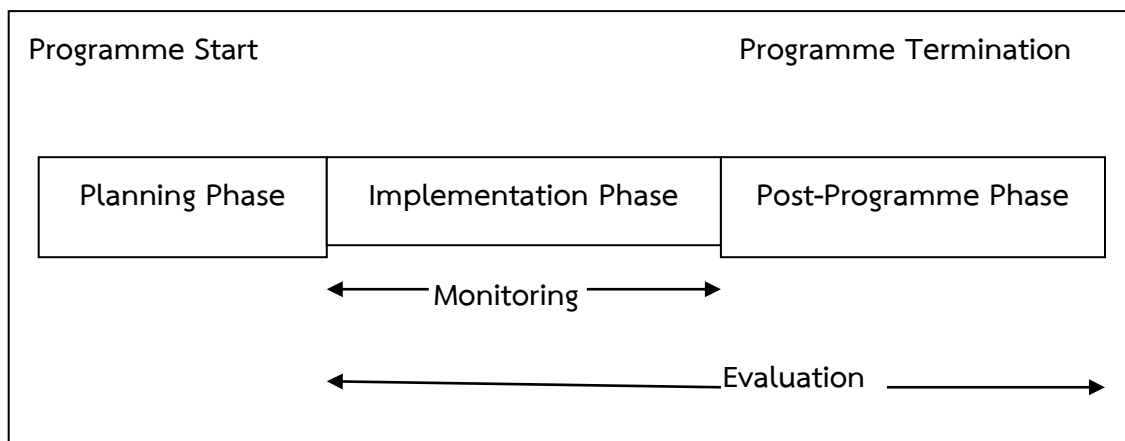 Programme Start
Programme Termination
Planning Phase
Implementation Phase
Post-Programme Phase
Monitoring
Evaluation